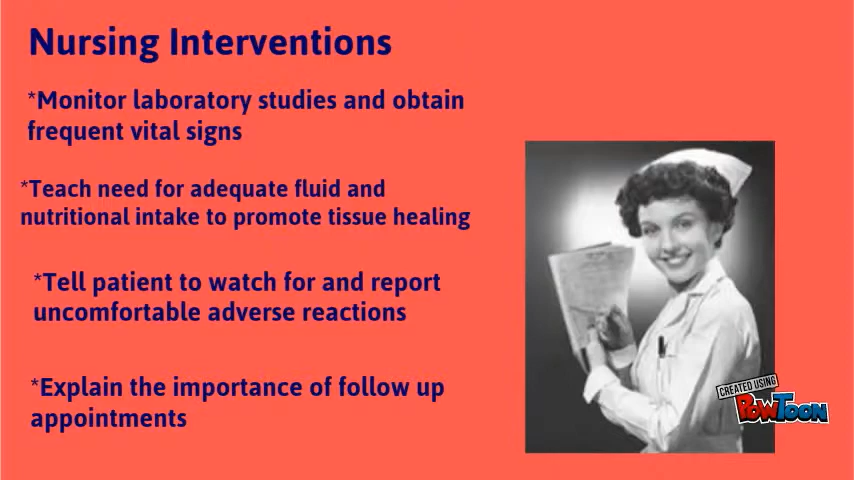 Nursing Interventions
*Monitor laboratory studies and obtain
frequent vital signs
*Teach need for adequate fluid and
nutritional intake to promote tissue healing
*Tell patient to watch for and report
uncomfortable adverse reactions
*Explain the importance of follow up
appointments
CREATED USING
POWTOON